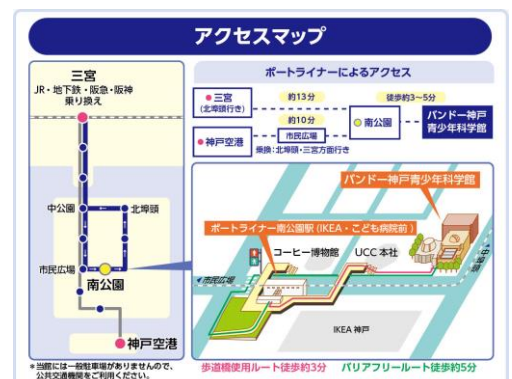 アクセスマップ
三宮
JR・地下鉄・阪急・阪神
乗り換え
中公園
北埠頭
市民広場
南公園
神戸空港
*当館には一般駐車場がありませんので、
公共交通機関をご利用ください。
ポートライナーによるアクセス
三宮
(北埠頭行き)
約13分
徒歩約3~5分
神戸空港
約10分
市民広場
乗換:北埠頭・三宮方面行き
南公園
バンドー神戸
青少年科学館
バンドー神戸青少年科学館
ポートライナー南公園駅(IKEA・こども病院前)
コーヒー博物館
UCC本社
市民広場
中埠頭
IKEA 神戸
歩道橋使用ルート徒歩約3分
バリアフリールート徒歩約5分